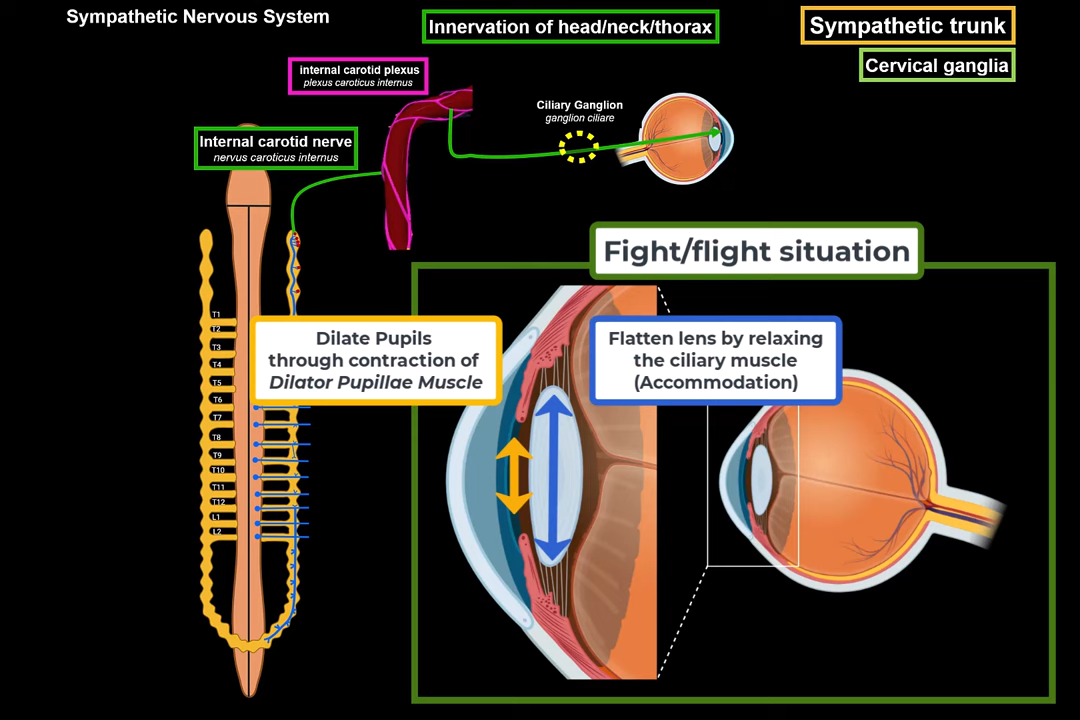 Sympathetic Nervous System
Innervation of head/neck/thorax
Sympathetic trunk
Cervical ganglia
internal carotid plexus
plexus caroticus internus
Ciliary Ganglion
ganglion ciliare
Internal carotid nerve
nervus caroticus internus
Fight/flight situation
T1
T2
T3
T4
T5
T6
T7
T8
T9
T10
T11
T12
L1
L2
Dilate Pupils
through contraction of
Dilator Pupillae Muscle
Flatten lens by relaxing
the ciliary muscle
(Accommodation)